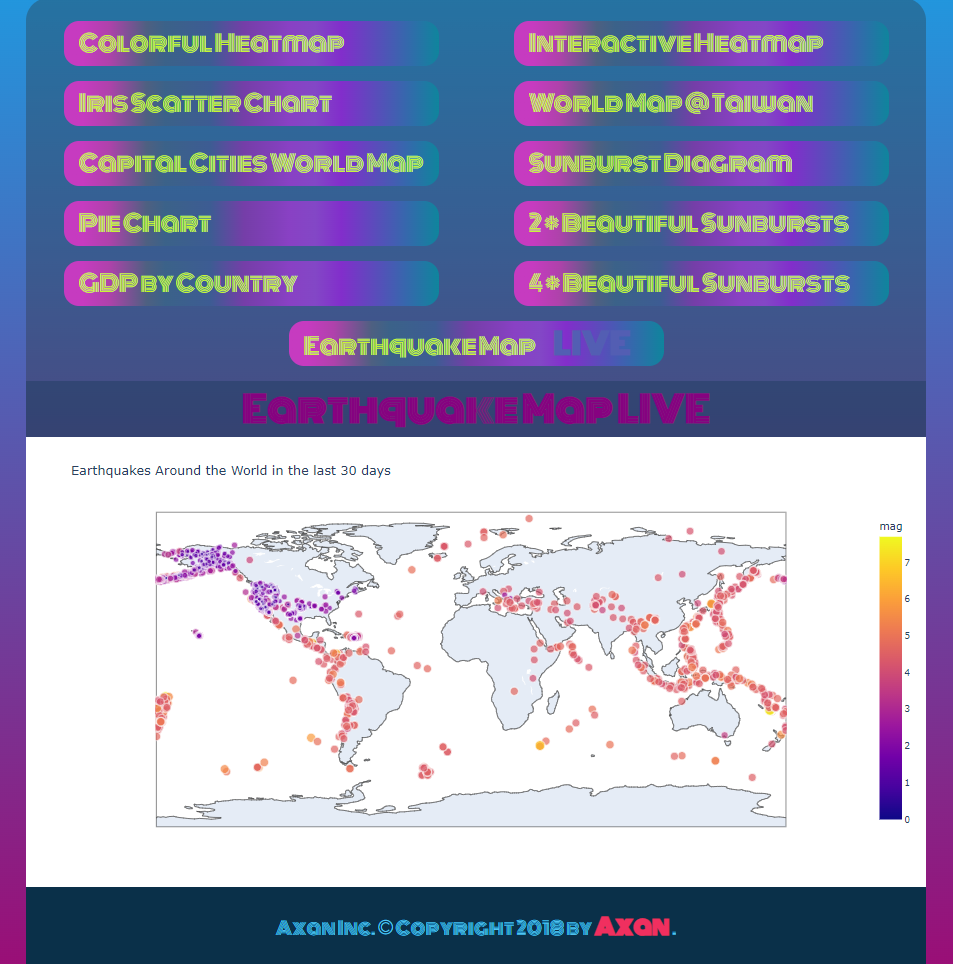 Colorful Heatmap
Interactive Heatmap
Iris Scatter Chart
World Map @ Taiwan
Capital Cities World Map
Sunburst Diagram
Pie Chart
2*Beautiful Sunbursts
GDP by Country
4*Beautiful Sunbursts
Earthquake Map LIVE
Earthquake Map LIVE
Earthquakes Around the World in the last 30 days
mag
7
6
5
4
3
2
1
0
Axan Inc. © Copyright 2018 by Axan.